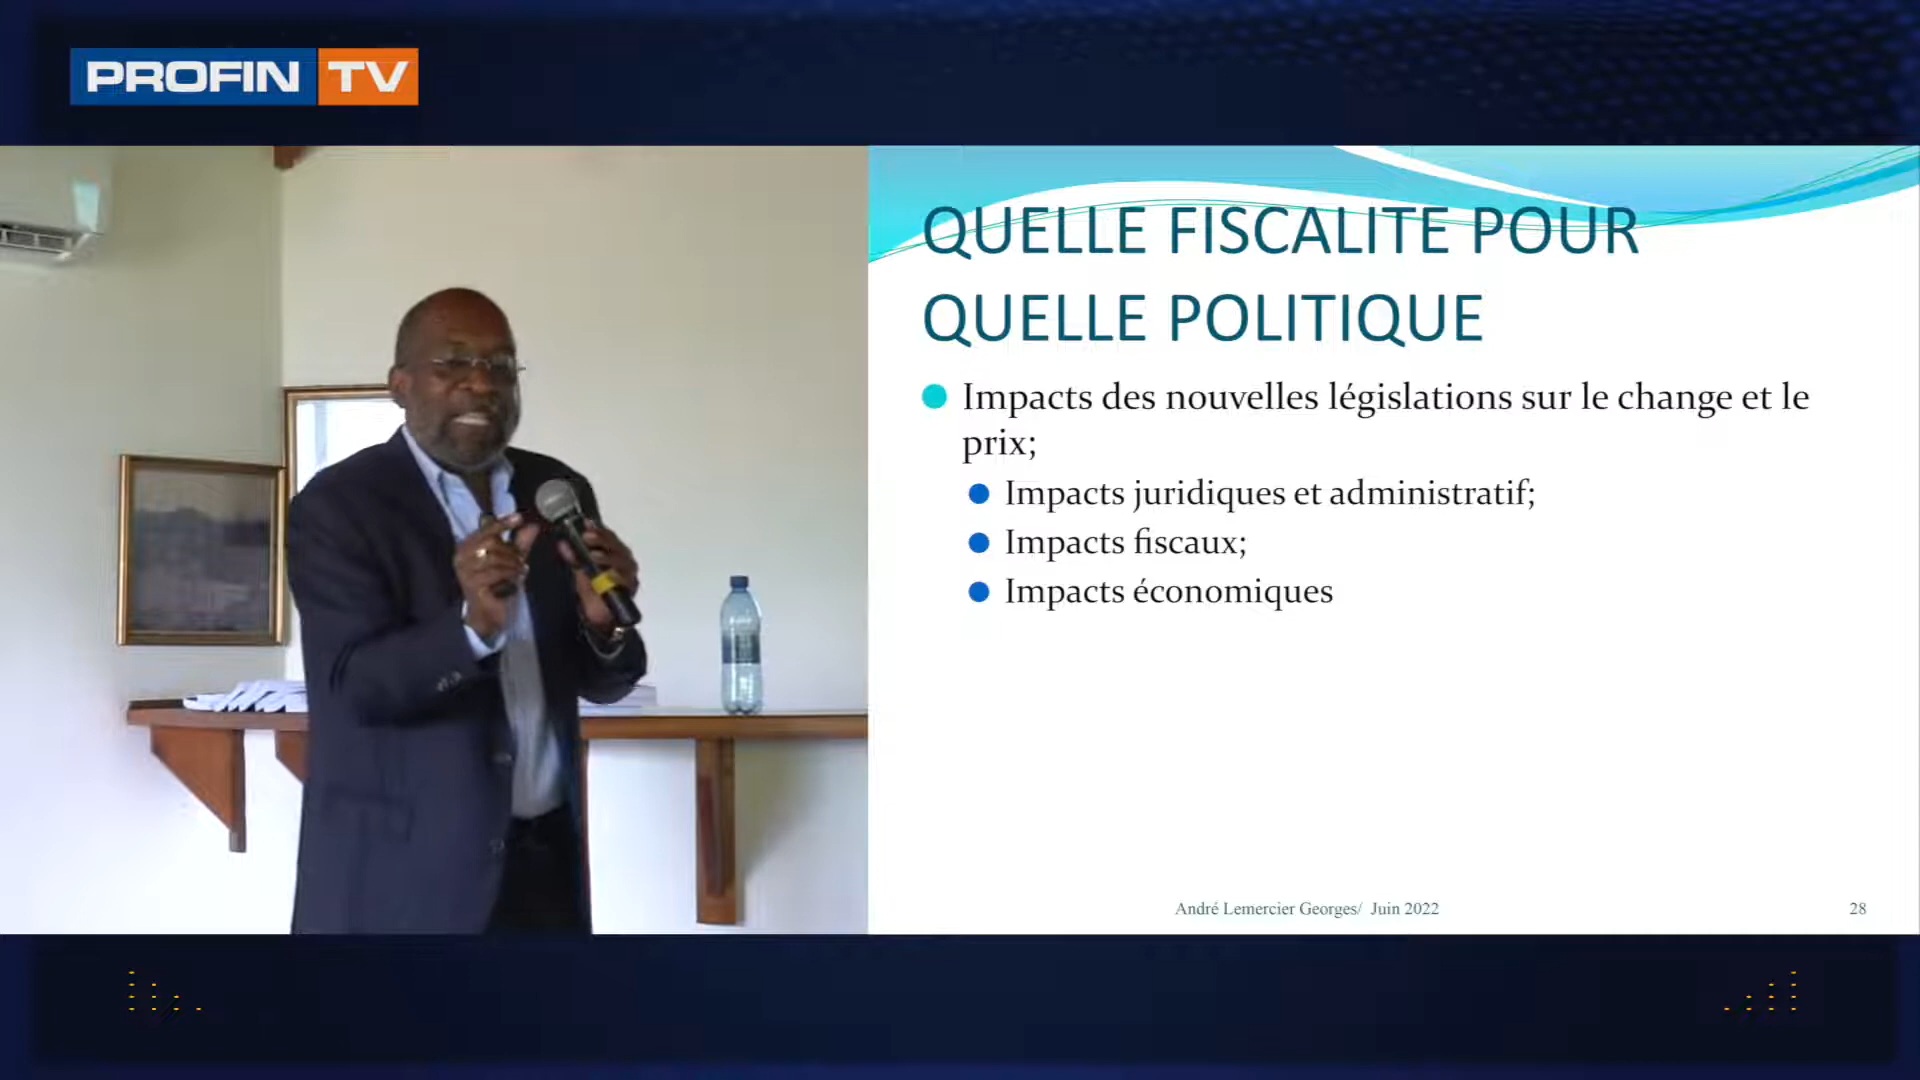 PROFIN TV
QUELLE FISCALITE POUR
QUELLE POLITIQUE
Impacts des nouvelles législations sur le change et le
prix;
Impacts juridiques et administratif;
Impacts fiscaux;
Impacts économiques
André Lemercier Georges/ Juin 2022
28